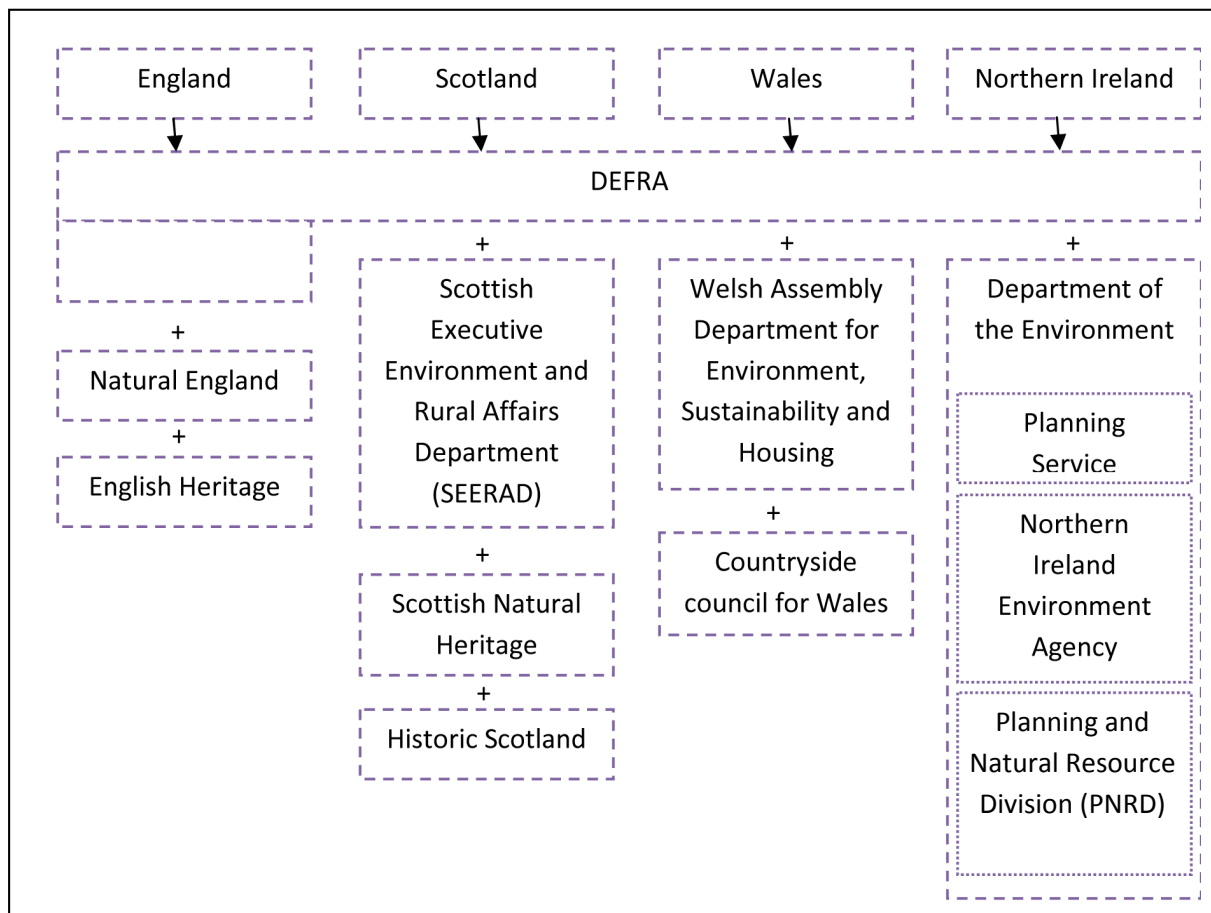 England
Scotland
Wales
Northern Ireland
DEFRA
+
Natural England
+
English Heritage
+
Scottish
Executive
Environment and
Rural Affairs
Department
(SEERAD)
+
Scottish Natural
Heritage
+
Historic Scotland
+
Welsh Assembly
Department for
Environment,
Sustainability and
Housing
+
Countryside
council for Wales
+
Department of
the Environment
Planning
Service
Northern
Ireland
Environment
Agency
Planning and
Natural Resource
Division (PNRD)